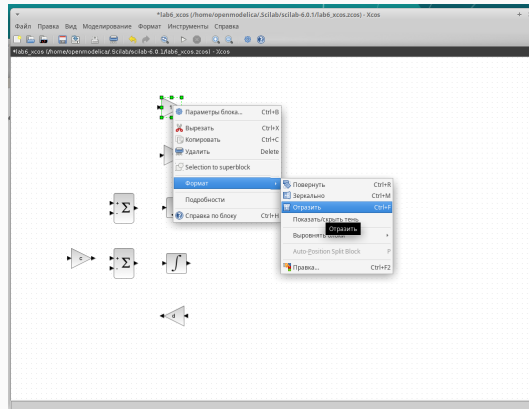 *lab6_xcos (/home/openmodelica/.Scilab/scilab-6.0.1/lab6_xcos.zcos) - Xcos
Файл Правка Вид Моделирование Формат Инструменты Справка
*lab6_xcos (/home/openmodelica/.Scilab/scilab-6.0.1/lab6_xcos.zcos) - Xcos
Параметры блока... Ctrl+B
Вырезать Ctrl+X
Копировать Ctrl+C
Удалить Delete
Selection to superblock
Формат
Подробности
Справка по блоку Ctrl+H
Повернуть Ctrl+R
Зеркально Ctrl+M
Отразить Ctrl+F
Показать/скрыть тень
Отразить
Выровнять блоки
Auto-Position Split Block P
Правка... Ctrl+F2
Σ
c
Σ
∫
d